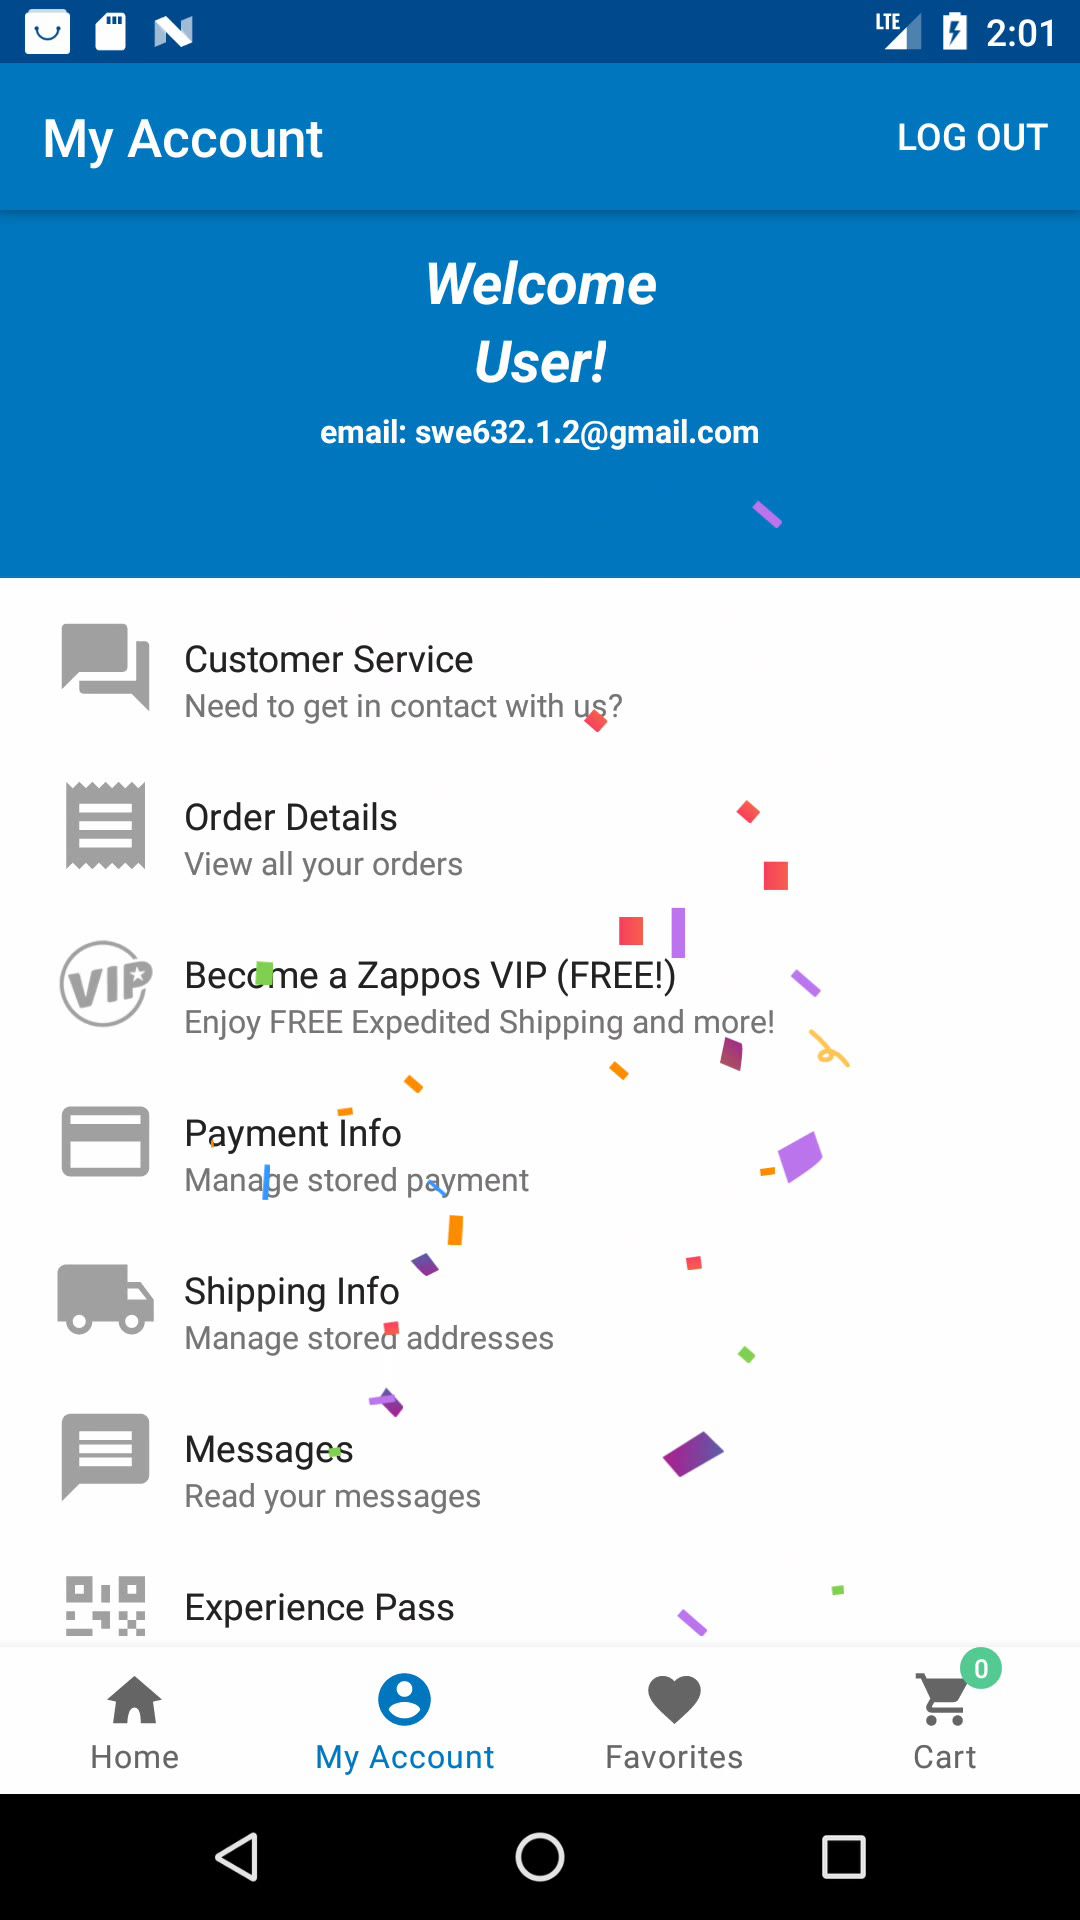 LTE 2:01
My Account LOG OUT
Welcome
User!
email: swe632.1.2@gmail.com
Customer Service
Need to get in contact with us?
Order Details
View all your orders
VIP
Become a Zappos VIP (FREE!)
Enjoy FREE Expedited Shipping and more!
Payment Info
Manage stored payment
Shipping Info
Manage stored addresses
Messages
Read your messages
Experience Pass
0
Home My Account Favorites Cart